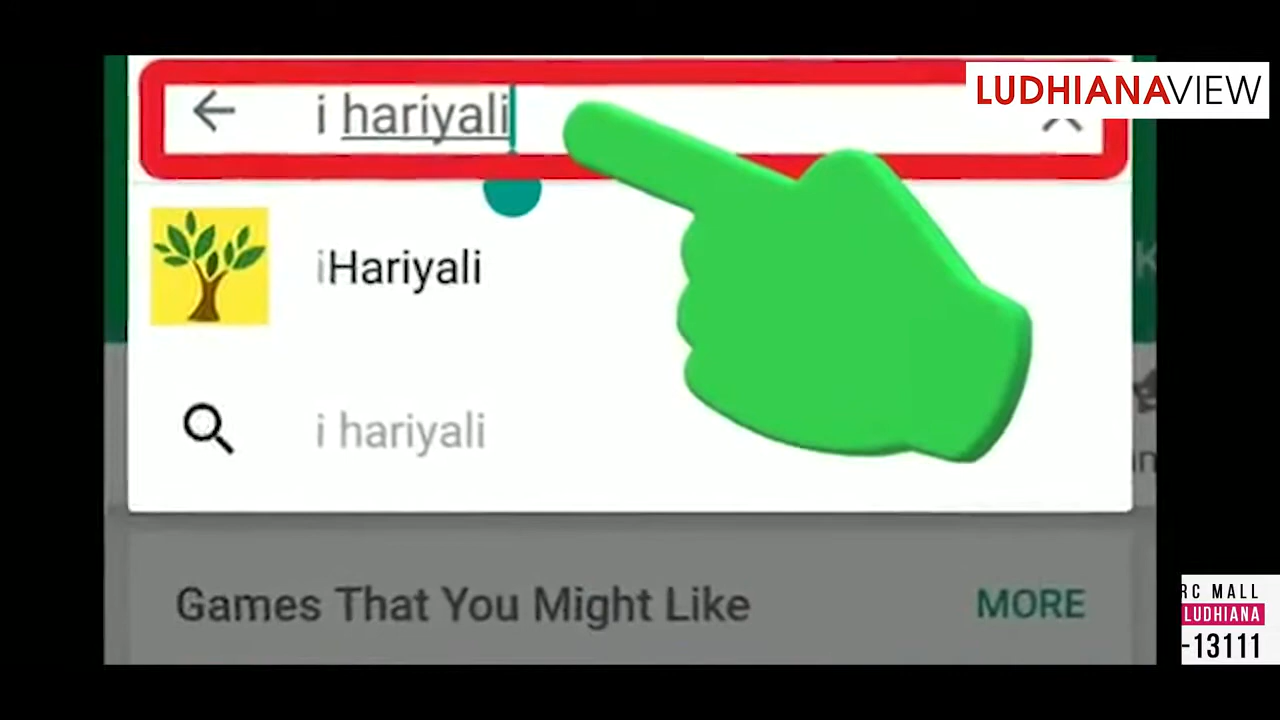 LUDHIANAVIEW
i hariyali
iHariyali
i hariyali
Games That You Might Like
MORE
RC MALL
LUDHIANA
-13111